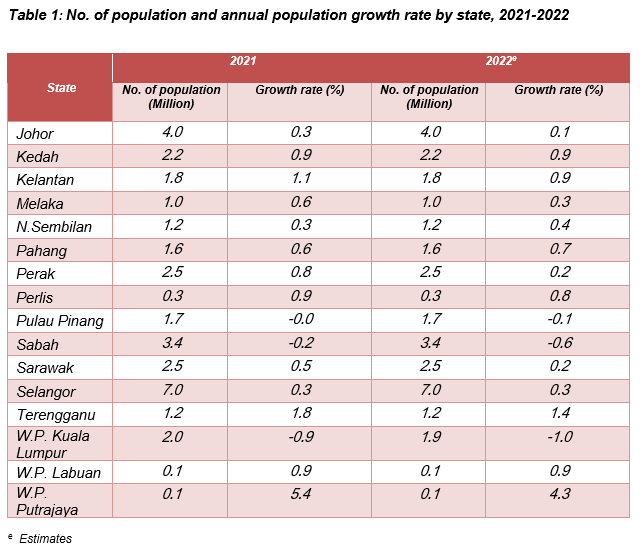 Table 1: No. of population and annual population growth rate by state, 2021-2022
State 2021 2022e
No. of population (Million) Growth rate (%) No. of population (Million) Growth rate (%)
Johor 4.0 0.3 4.0 0.1
Kedah 2.2 0.9 2.2 0.9
Kelantan 1.8 1.1 1.8 0.9
Melaka 1.0 0.6 1.0 0.3
N.Sembilan 1.2 0.3 1.2 0.4
Pahang 1.6 0.6 1.6 0.7
Perak 2.5 0.8 2.5 0.2
Perlis 0.3 0.9 0.3 0.8
Pulau Pinang 1.7 -0.0 1.7 -0.1
Sabah 3.4 -0.2 3.4 -0.6
Sarawak 2.5 0.5 2.5 0.2
Selangor 7.0 0.3 7.0 0.3
Terengganu 1.2 1.8 1.2 1.4
W.P. Kuala Lumpur 2.0 -0.9 1.9 -1.0
W.P. Labuan 0.1 0.9 0.1 0.9
W.P. Putrajaya 0.1 5.4 0.1 4.3
e Estimates